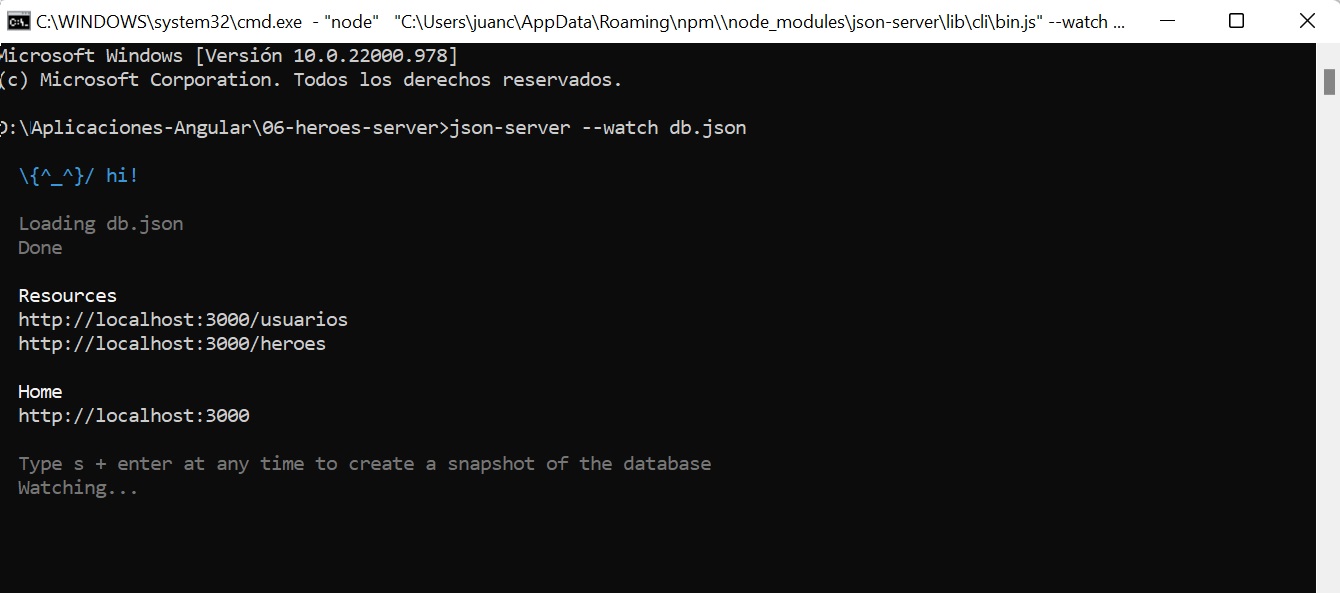 C:\WINDOWS\system32\cmd.exe - "node" "C:\Users\juanc\AppData\Roaming\npm\\node_modules\json-server\lib\cli\bin.js" --watch ...
Microsoft Windows [Versión 10.0.22000.978]
(c) Microsoft Corporation. Todos los derechos reservados.
D:\Aplicaciones-Angular\06-heroes-server>json-server --watch db.json
\{^_^}/ hi!
Loading db.json
Done
Resources
http://localhost:3000/usuarios
http://localhost:3000/heroes
Home
http://localhost:3000
Type s + enter at any time to create a snapshot of the database
Watching...